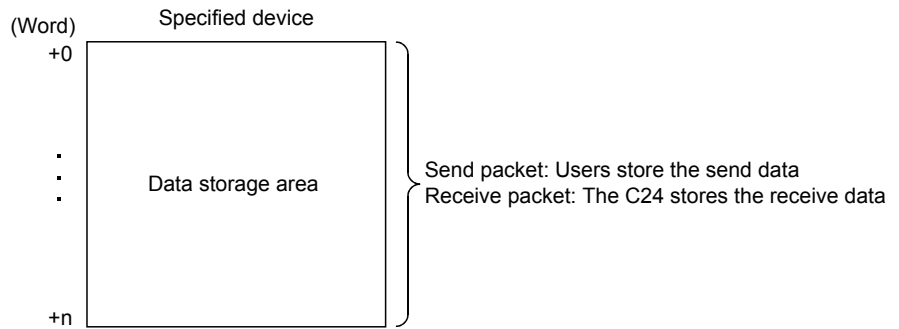 (Word)
Specified device
+0
.
.
.
Data storage area
Send packet: Users store the send data
Receive packet: The C24 stores the receive data
+n